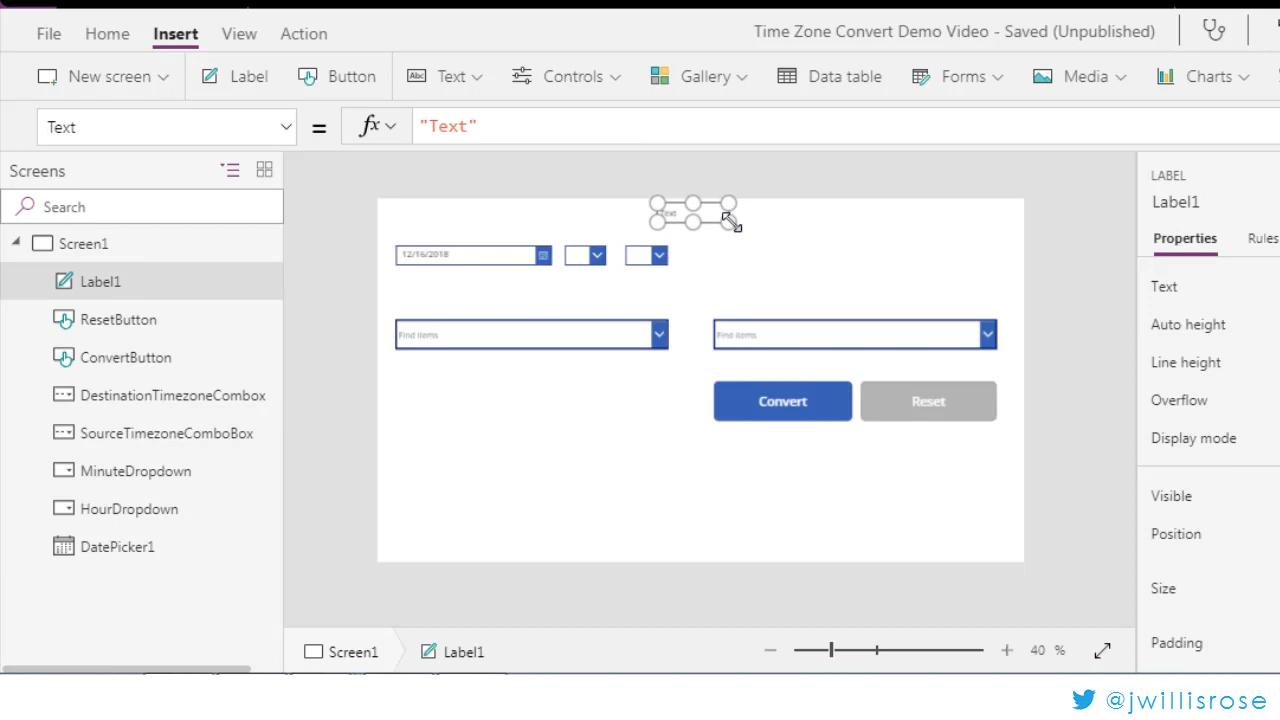 File Home Insert View Action Time Zone Convert Demo Video - Saved (Unpublished)
New screen Label Button Abc Text Controls Gallery Data table Forms Media Charts
Text = fx "Text"
Screens
Search
Screen1
Label1
ResetButton
ConvertButton
DestinationTimezoneCombox
SourceTimezoneComboBox
MinuteDropdown
HourDropdown
DatePicker1
Text
12/16/2018
Find items Find items
Convert Reset
LABEL
Label1
Properties Rules
Text
Auto height
Line height
Overflow
Display mode
Visible
Position
Size
Padding
Screen1 Label1 40 %
@jwillisrose